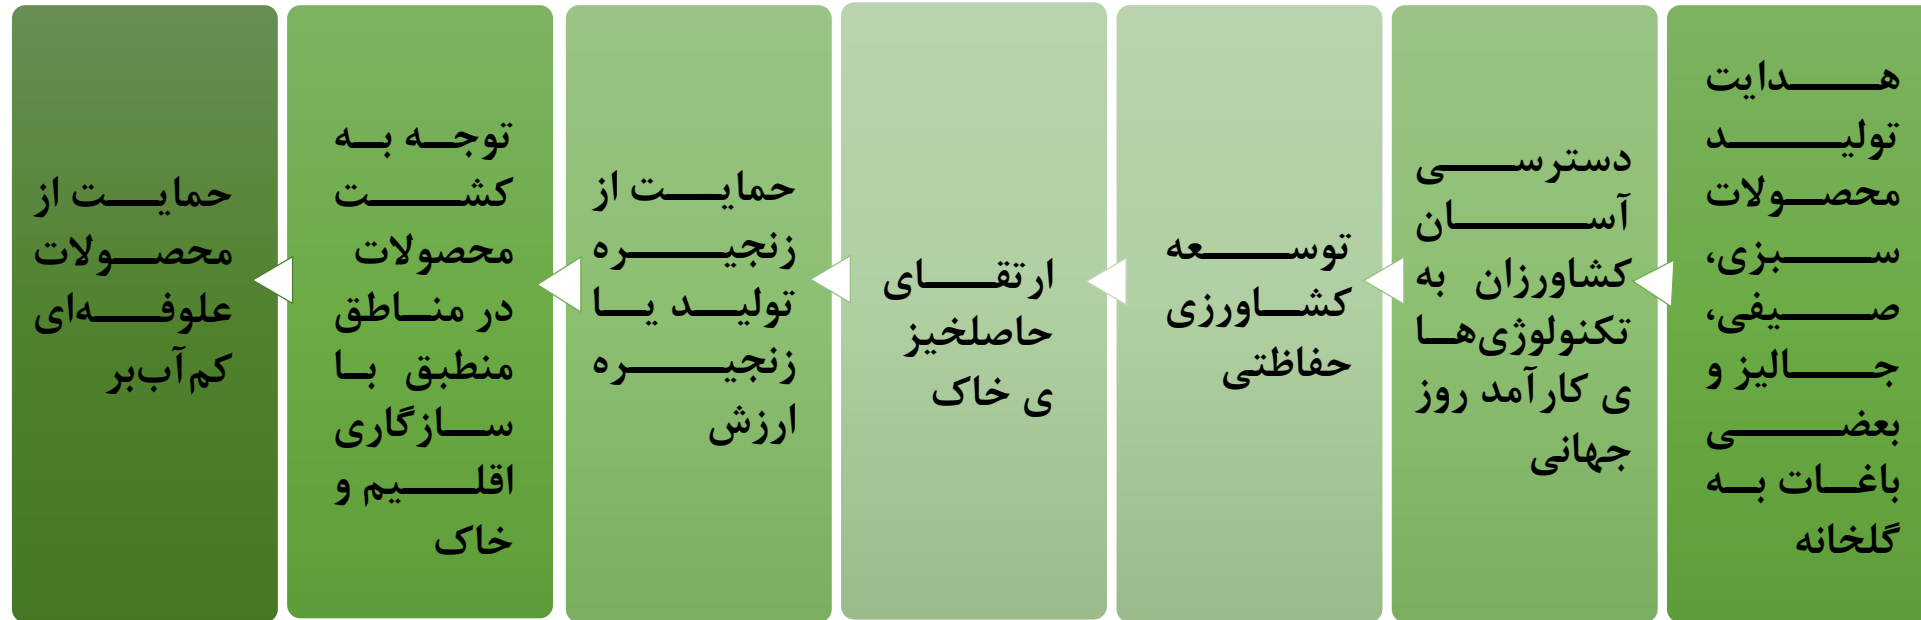 هدایت
تولید
محصولات
سبزی،
صیفی،
جالیز و
بعضی
باغات به
گلخانه
دسترسی
آسان
کشاورزان به
تکنولوژی‌ها
ی کارآمد روز
جهانی
توسعه
کشاورزی
حفاظتی
ارتقای
حاصلخیز
ی خاک
حمایت از
زنجیره
تولید یا
زنجیره
ارزش
توجه به
کشت
محصولات
در مناطق
منطبق با
سازگاری
اقلیم و
خاک
حمایت از
محصولات
علوفه‌ای
کم‌آب‌بر